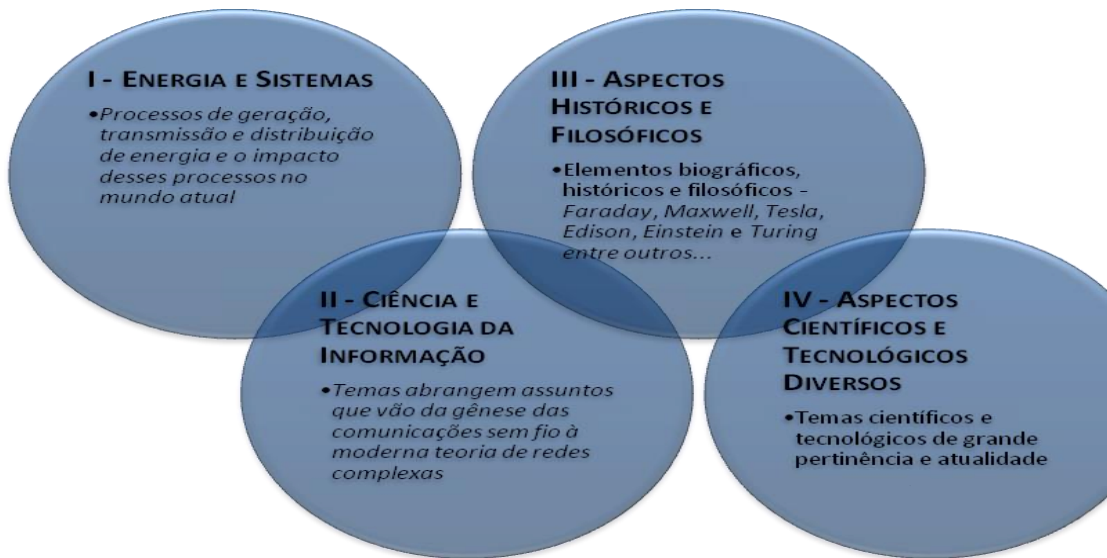 I - ENERGIA E SISTEMAS
•Processos de geração,
transmissão e distribuição
de energia e o impacto
desses processos no
mundo atual
II - CIÊNCIA E
TECNOLOGIA DA
INFORMAÇÃO
•Temas abrangem assuntos
que vão da gênese das
comunicações sem fio à
moderna teoria de redes
complexas
III - ASPECTOS
HISTÓRICOS E
FILOSÓFICOS
•Elementos biográficos,
históricos e filosóficos -
Faraday, Maxwell, Tesla,
Edison, Einstein e Turing
entre outros...
IV - ASPECTOS
CIENTÍFICOS E
TECNOLÓGICOS
DIVERSOS
•Temas científicos e
tecnológicos de grande
pertinência e atualidade